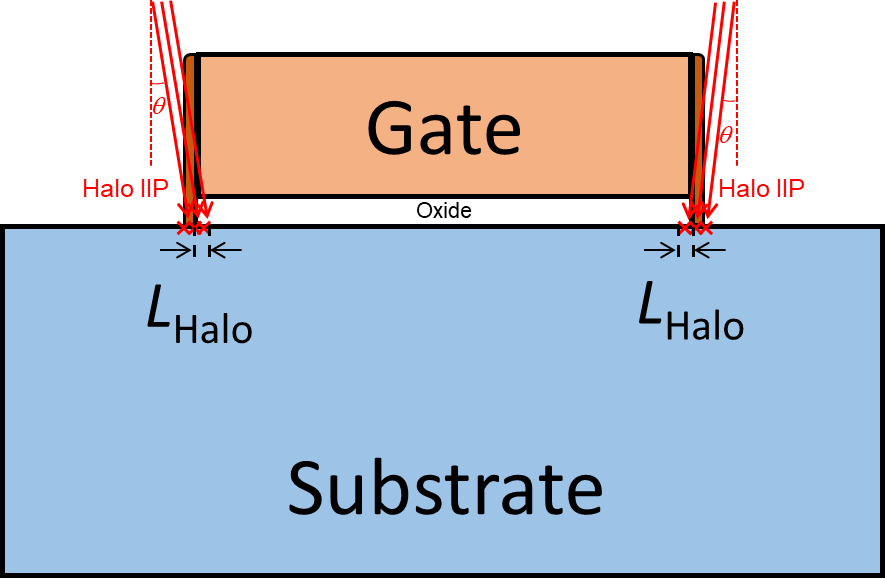 Gate
θ
θ
Halo IIP
Halo IIP
Oxide
LHalo
LHalo
Substrate